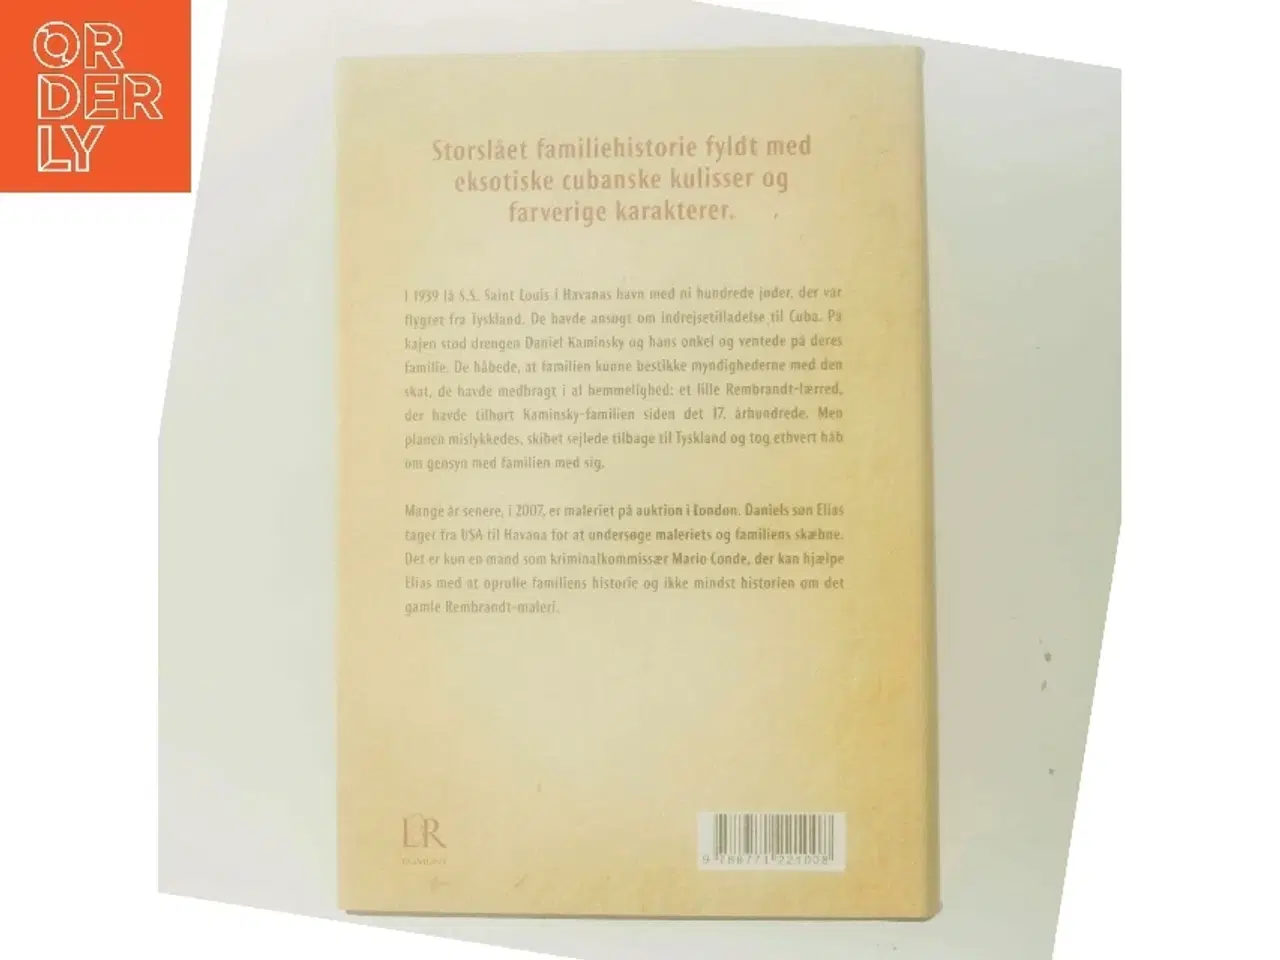 ORDERLY
Storslået familiehistorie fyldt med
eksotiske cubanske kulisser og
farverige karakterer.
I 1939 lå S.S. Saint Louis i Havanas havn med ni hundrede jøder, der var
flygtet fra Tyskland. De havde ansøgt om indrejsetilladelse til Cuba. På
kajen stod drengen Daniel Kaminsky og hans onkel og ventede på deres
familie. De håbede, at familien kunne bestikke myndighederne med den
skat, de havde medbragt i al hemmelighed: et lille Rembrandt-lærred,
der havde tilhørt Kaminsky-familien siden det 17. århundrede. Men
planen mislykkedes, skibet sejlede tilbage til Tyskland og tog ethvert håb
om gensyn med familien med sig.
Mange år senere, i 2007, er maleriet på auktion i London. Daniels søn Elias
tager fra USA til Havana for at undersøge maleriets og familiens skæbne.
Det er kun en mand som kriminalkommissær Mario Conde, der kan hjælpe
Elias med at oprulle familiens historie og ikke mindst historien om det
gamle Rembrandt-maleri.
L&R
EGMONT
9 788771 221008